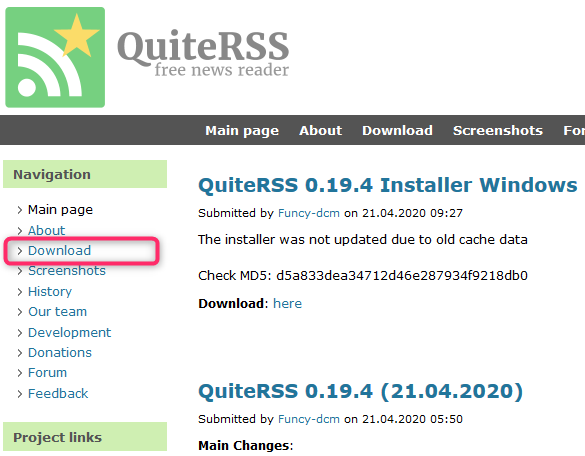 QuiteRSS
free news reader
Main page About Download Screenshots For
Navigation
Main page
About
Download
Screenshots
History
Our team
Development
Donations
Forum
Feedback
Project links
QuiteRSS 0.19.4 Installer Windows
Submitted by Funcy-dcm on 21.04.2020 09:27
The installer was not updated due to old cache data
Check MD5: d5a833dea34712d46e287934f9218db0
Download: here
QuiteRSS 0.19.4 (21.04.2020)
Submitted by Funcy-dcm on 21.04.2020 05:50
Main Changes: